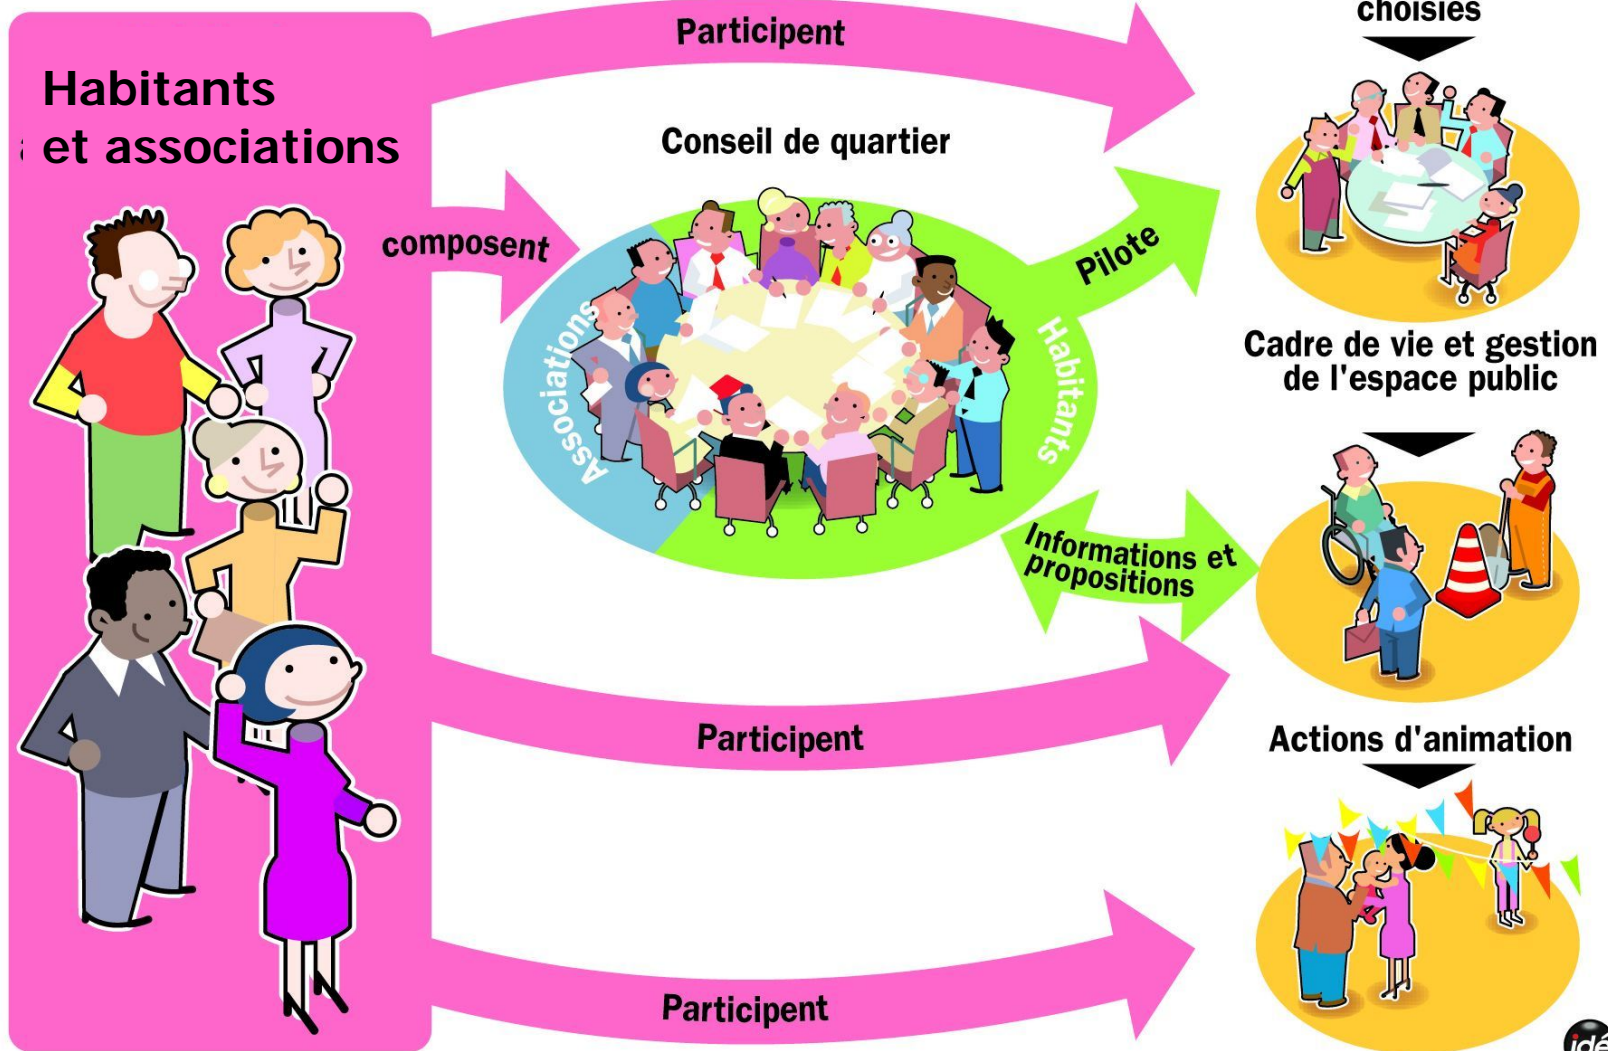 Participent
choisies
Habitants
et associations
Conseil de quartier
composent
Pilote
Associations
Habitants
Cadre de vie et gestion
de l'espace public
Informations et
propositions
Participent
Actions d'animation
Participent
idé